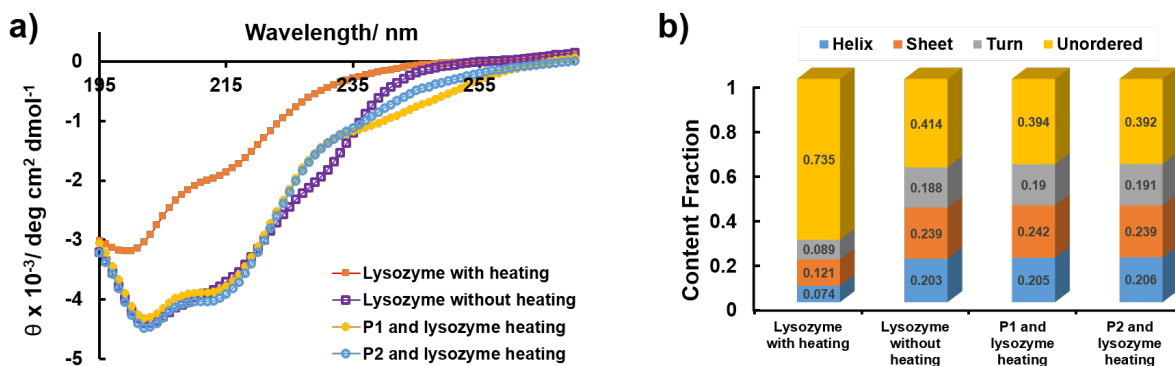 a)
Wavelength/ nm
0
195
215
235
255
-1
-2
-3
-4
-5
θ x 10-3/ deg cm2 dmol-1
Lysozyme with heating
Lysozyme without heating
P1 and lysozyme heating
P2 and lysozyme heating
b)
Helix Sheet Turn Unordered
Content Fraction
1
0.8
0.6
0.4
0.2
0
0.735
0.089
0.121
0.074
0.414
0.188
0.239
0.203
0.394
0.19
0.242
0.205
0.392
0.191
0.239
0.206
Lysozyme
with heating
Lysozyme
without
heating
P1 and
lysozyme
heating
P2 and
lysozyme
heating